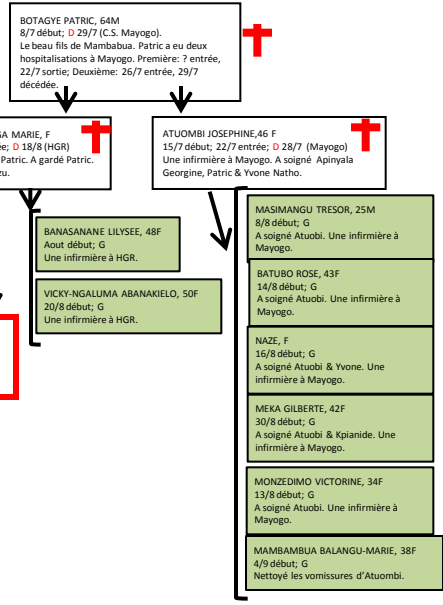 BOTAGYE PATRIC, 64M
8/7 début; D 29/7 (C.S. Mayogo).
Le beau fils de Mambabua. Patric a eu deux
hospitalisations à Mayogo. Première: ? entrée,
22/7 sortie; Deuxième: 26/7 entrée, 29/7
décédée.
GA MARIE, F
ée; D 18/8 (HGR)
Patric. A gardé Patric.
zu.
ATUOMBI JOSEPHINE,46 F
15/7 début; 22/7 entrée; D 28/7 (Mayogo)
Une infirmière à Mayogo. A soigné Apinyala
Georgine, Patric & Yvone Natho.
BANASANANE LILYSEE, 48F
Aout début; G
Une infirmière à HGR.
VICKY-NGALUMA ABANAKIELO, 50F
20/8 début; G
Une infirmière à HGR.
MASIMANGU TRESOR, 25M
8/8 début; G
A soigné Atuobi. Une infirmière à
Mayogo.
BATUBO ROSE, 43F
14/8 début; G
A soigné Atuobi. Une infirmière à
Mayogo.
NAZE, F
16/8 début; G
A soigné Atuobi & Yvone. Une
infirmière à Mayogo.
MEKA GILBERTE, 42F
30/8 début; G
A soigné Atuobi & Kpianide. Une
infirmière à Mayogo.
MONZEDIMO VICTORINE, 34F
13/8 début; G
A soigné Atuobi. Une infirmière à
Mayogo.
MAMBAMBUA BALANGU-MARIE, 38F
4/9 début; G
Nettoyé les vomissures d'Atuombi.